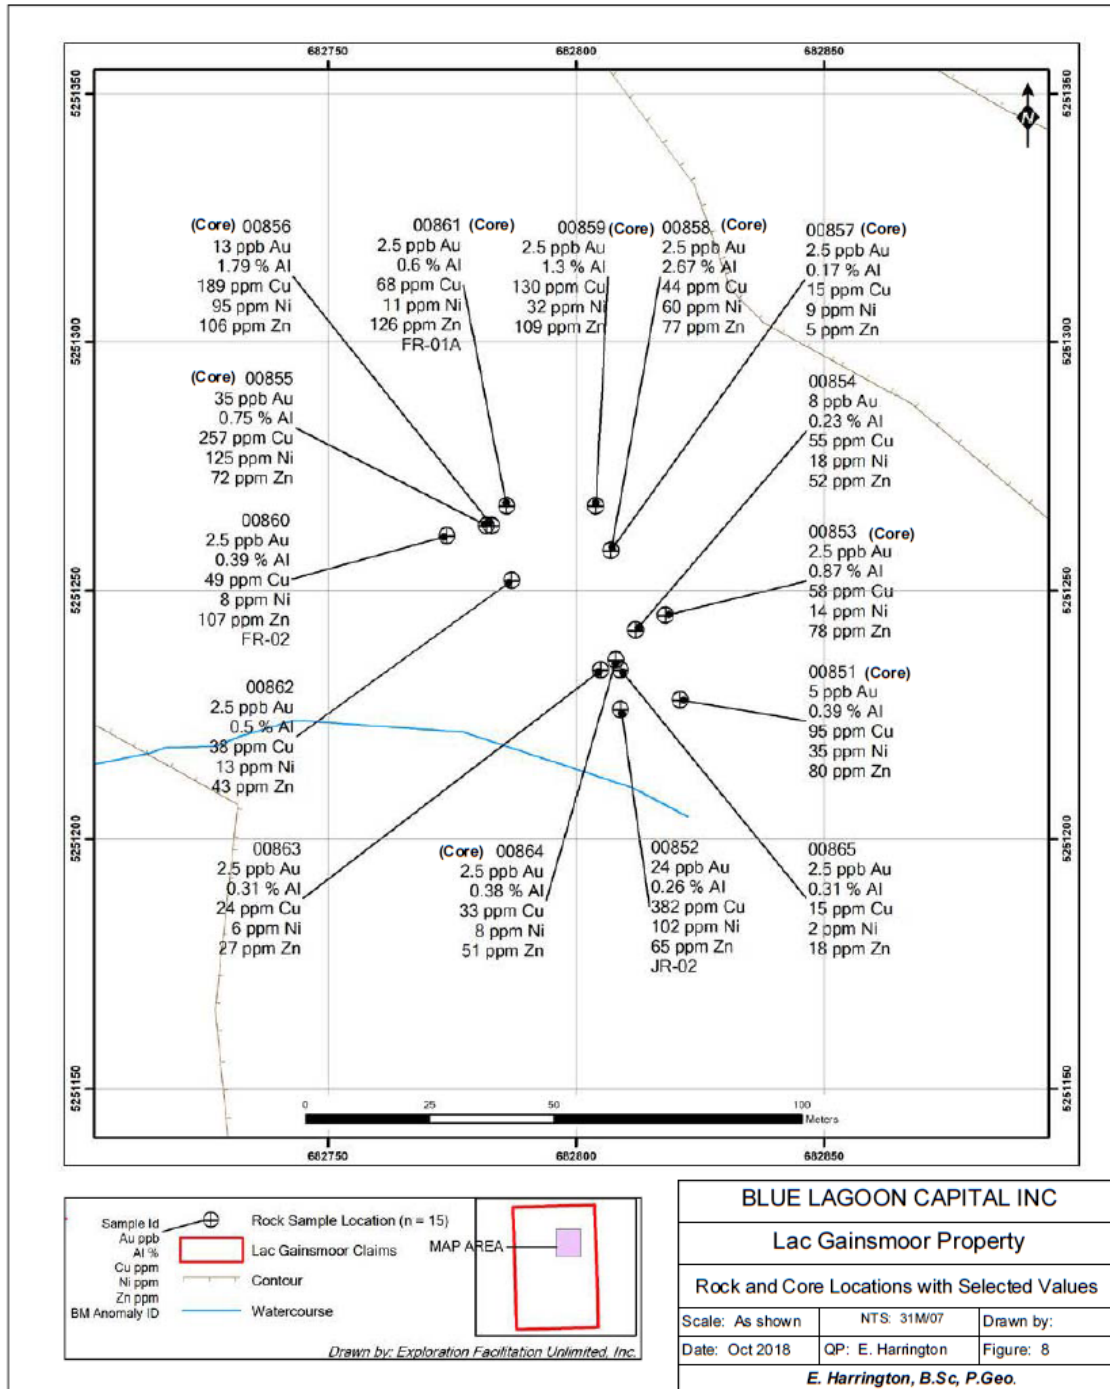 682750
682800
682850
5251350
5251350
N
(Core) 00856
13 ppb Au
1.79 % Al
189 ppm Cu
95 ppm Ni
106 ppm Zn
00861 (Core)
2.5 ppb Au
0.6 % Al
68 ppm Cu
11 ppm Ni
126 ppm Zn
FR-01A
00859 (Core)
2.5 ppb Au
1.3 % Al
130 ppm Cu
32 ppm Ni
109 ppm Zn
00858 (Core)
2.5 ppb Au
2.67 % Al
44 ppm Cu
60 ppm Ni
77 ppm Zn
00857 (Core)
2.5 ppb Au
0.17 % Al
15 ppm Cu
9 ppm Ni
5 ppm Zn
5251300
5251300
(Core) 00855
35 ppb Au
0.75 % Al
257 ppm Cu
125 ppm Ni
72 ppm Zn
00854
8 ppb Au
0.23 % Al
55 ppm Cu
18 ppm Ni
52 ppm Zn
00860
2.5 ppb Au
0.39 % Al
49 ppm Cu
8 ppm Ni
107 ppm Zn
FR-02
00853 (Core)
2.5 ppb Au
0.87 % Al
58 ppm Cu
14 ppm Ni
78 ppm Zn
5251250
5251250
00862
2.5 ppb Au
0.5 % Al
38 ppm Cu
13 ppm Ni
43 ppm Zn
00851 (Core)
5 ppb Au
0.39 % Al
95 ppm Cu
35 ppm Ni
80 ppm Zn
5251200
5251200
00863
2.5 ppb Au
0.31 % Al
24 ppm Cu
6 ppm Ni
27 ppm Zn
(Core) 00864
2.5 ppb Au
0.38 % Al
33 ppm Cu
8 ppm Ni
51 ppm Zn
00852
24 ppb Au
0.26 % Al
382 ppm Cu
102 ppm Ni
65 ppm Zn
JR-02
00865
2.5 ppb Au
0.31 % Al
15 ppm Cu
2 ppm Ni
18 ppm Zn
5251150
5251150
0 25 50 100
Meters
682750
682800
682850
Sample Id
Au ppb
Al %
Cu ppm
Ni ppm
Zn ppm
BM Anomaly ID
Rock Sample Location (n = 15)
Lac Gainsmoor Claims
Contour
Watercourse
MAP AREA
Drawn by: Exploration Facilitation Unlimited, Inc.
BLUE LAGOON CAPITAL INC
Lac Gainsmoor Property
Rock and Core Locations with Selected Values
Scale: As shown
NTS: 31M/07
Drawn by:
Date: Oct 2018
QP: E. Harrington
Figure: 8
E. Harrington, B.Sc, P.Geo.